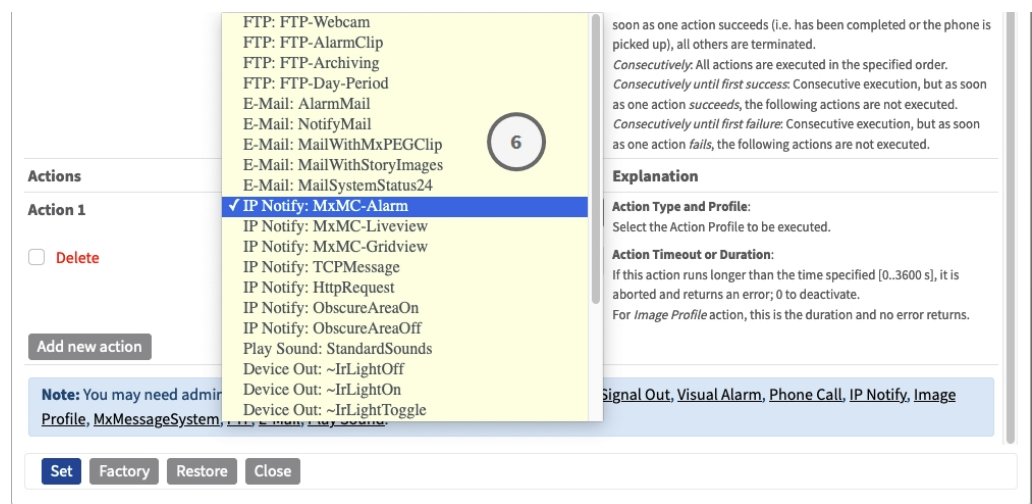 FTP: FTP-Webcam
FTP: FTP-AlarmClip
FTP: FTP-Archiving
FTP: FTP-Day-Period
E-Mail: AlarmMail
E-Mail: NotifyMail
E-Mail: MailWithMxPEGClip
E-Mail: MailWithStoryImages
E-Mail: MailSystemStatus24
✓ IP Notify: MxMC-Alarm
IP Notify: MxMC-Liveview
IP Notify: MxMC-Gridview
IP Notify: TCPMessage
IP Notify: HttpRequest
IP Notify: ObscureAreaOn
IP Notify: ObscureAreaOff
Play Sound: StandardSounds
Device Out: ~IrLightOff
Device Out: ~IrLightOn
Device Out: ~IrLightToggle
6
soon as one action succeeds (i.e. has been completed or the phone is
picked up), all others are terminated.
Consecutively: All actions are executed in the specified order.
Consecutively until first success: Consecutive execution, but as soon
as one action succeeds, the following actions are not executed.
Consecutively until first failure: Consecutive execution, but as soon
as one action fails, the following actions are not executed.
Actions
Explanation
Action 1
Delete
Action Type and Profile:
Select the Action Profile to be executed.
Action Timeout or Duration:
If this action runs longer than the time specified [0..3600 s], it is
aborted and returns an error; 0 to deactivate.
For Image Profile action, this is the duration and no error returns.
Add new action
Note: You may need admin Signal Out, Visual Alarm, Phone Call, IP Notify, Image
Profile, MxMessageSystem, FTP, E-Mail, Play Sound.
Set Factory Restore Close